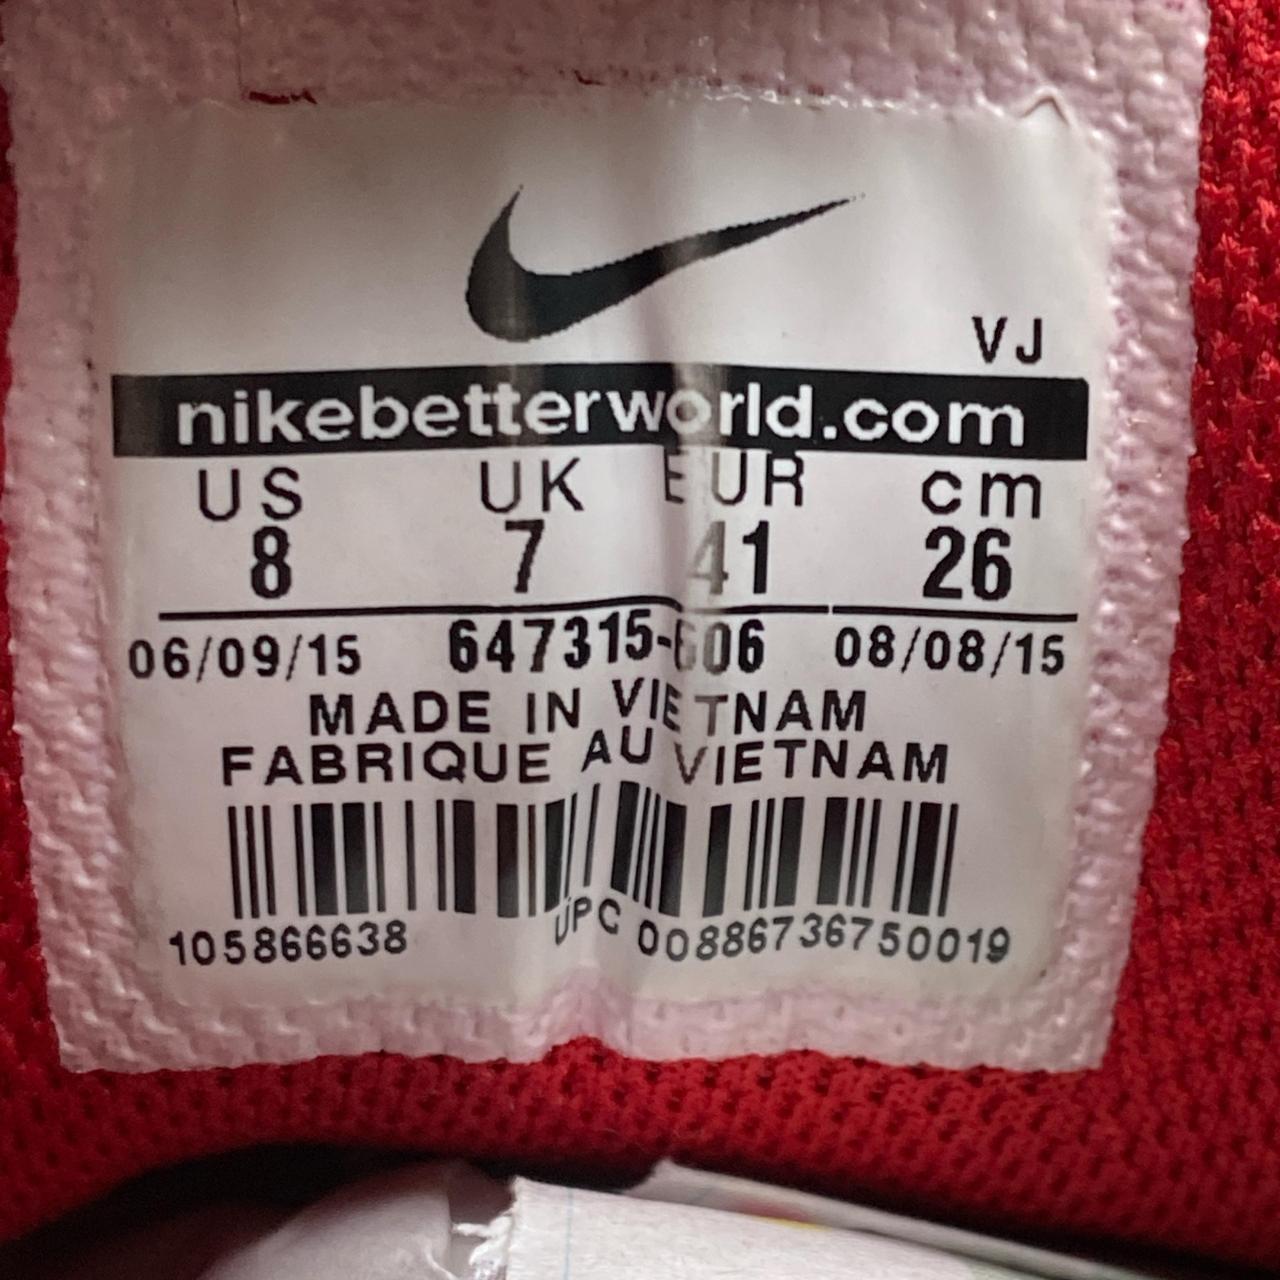 VJ
nikebetterworld.com
US UK EUR cm
8 7 41 26
06/09/15 647315-606 08/08/15
MADE IN VIETNAM
FABRIQUE AU VIETNAM
105866638 UPC 00886736750019